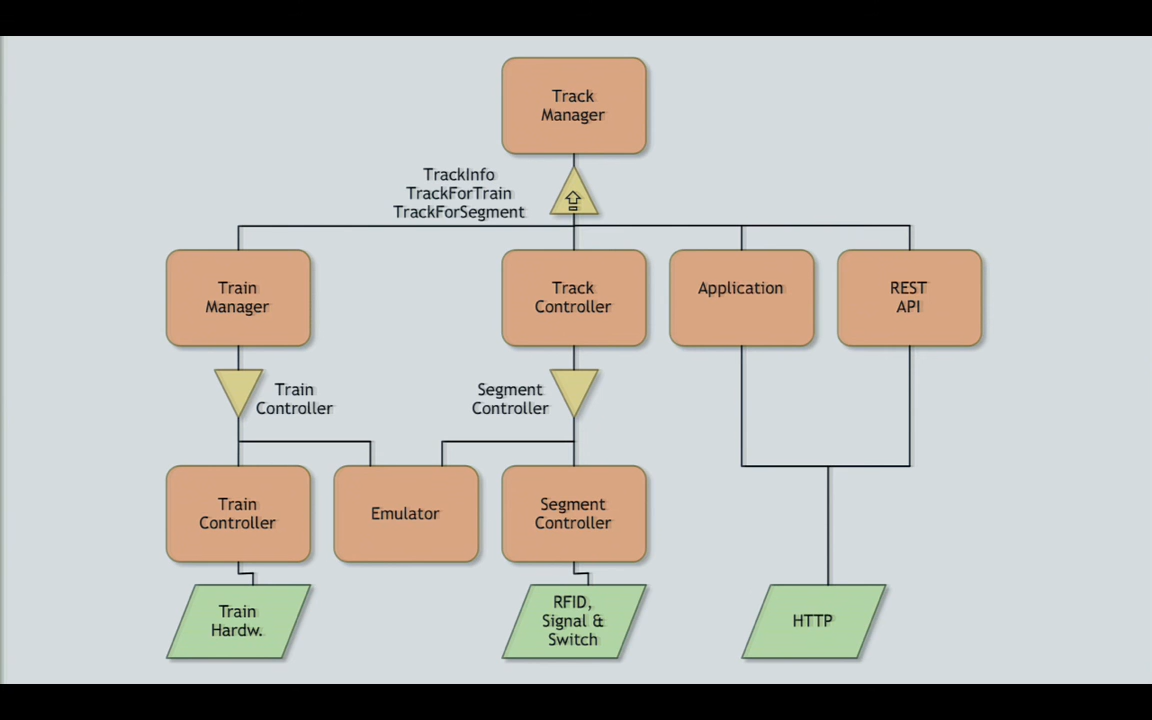 Track
Manager
TrackInfo
TrackForTrain
TrackForSegment
Train
Manager
Track
Controller
Application
REST
API
Train
Controller
Segment
Controller
Train
Controller
Emulator
Segment
Controller
Train
Hardw.
RFID,
Signal &
Switch
HTTP